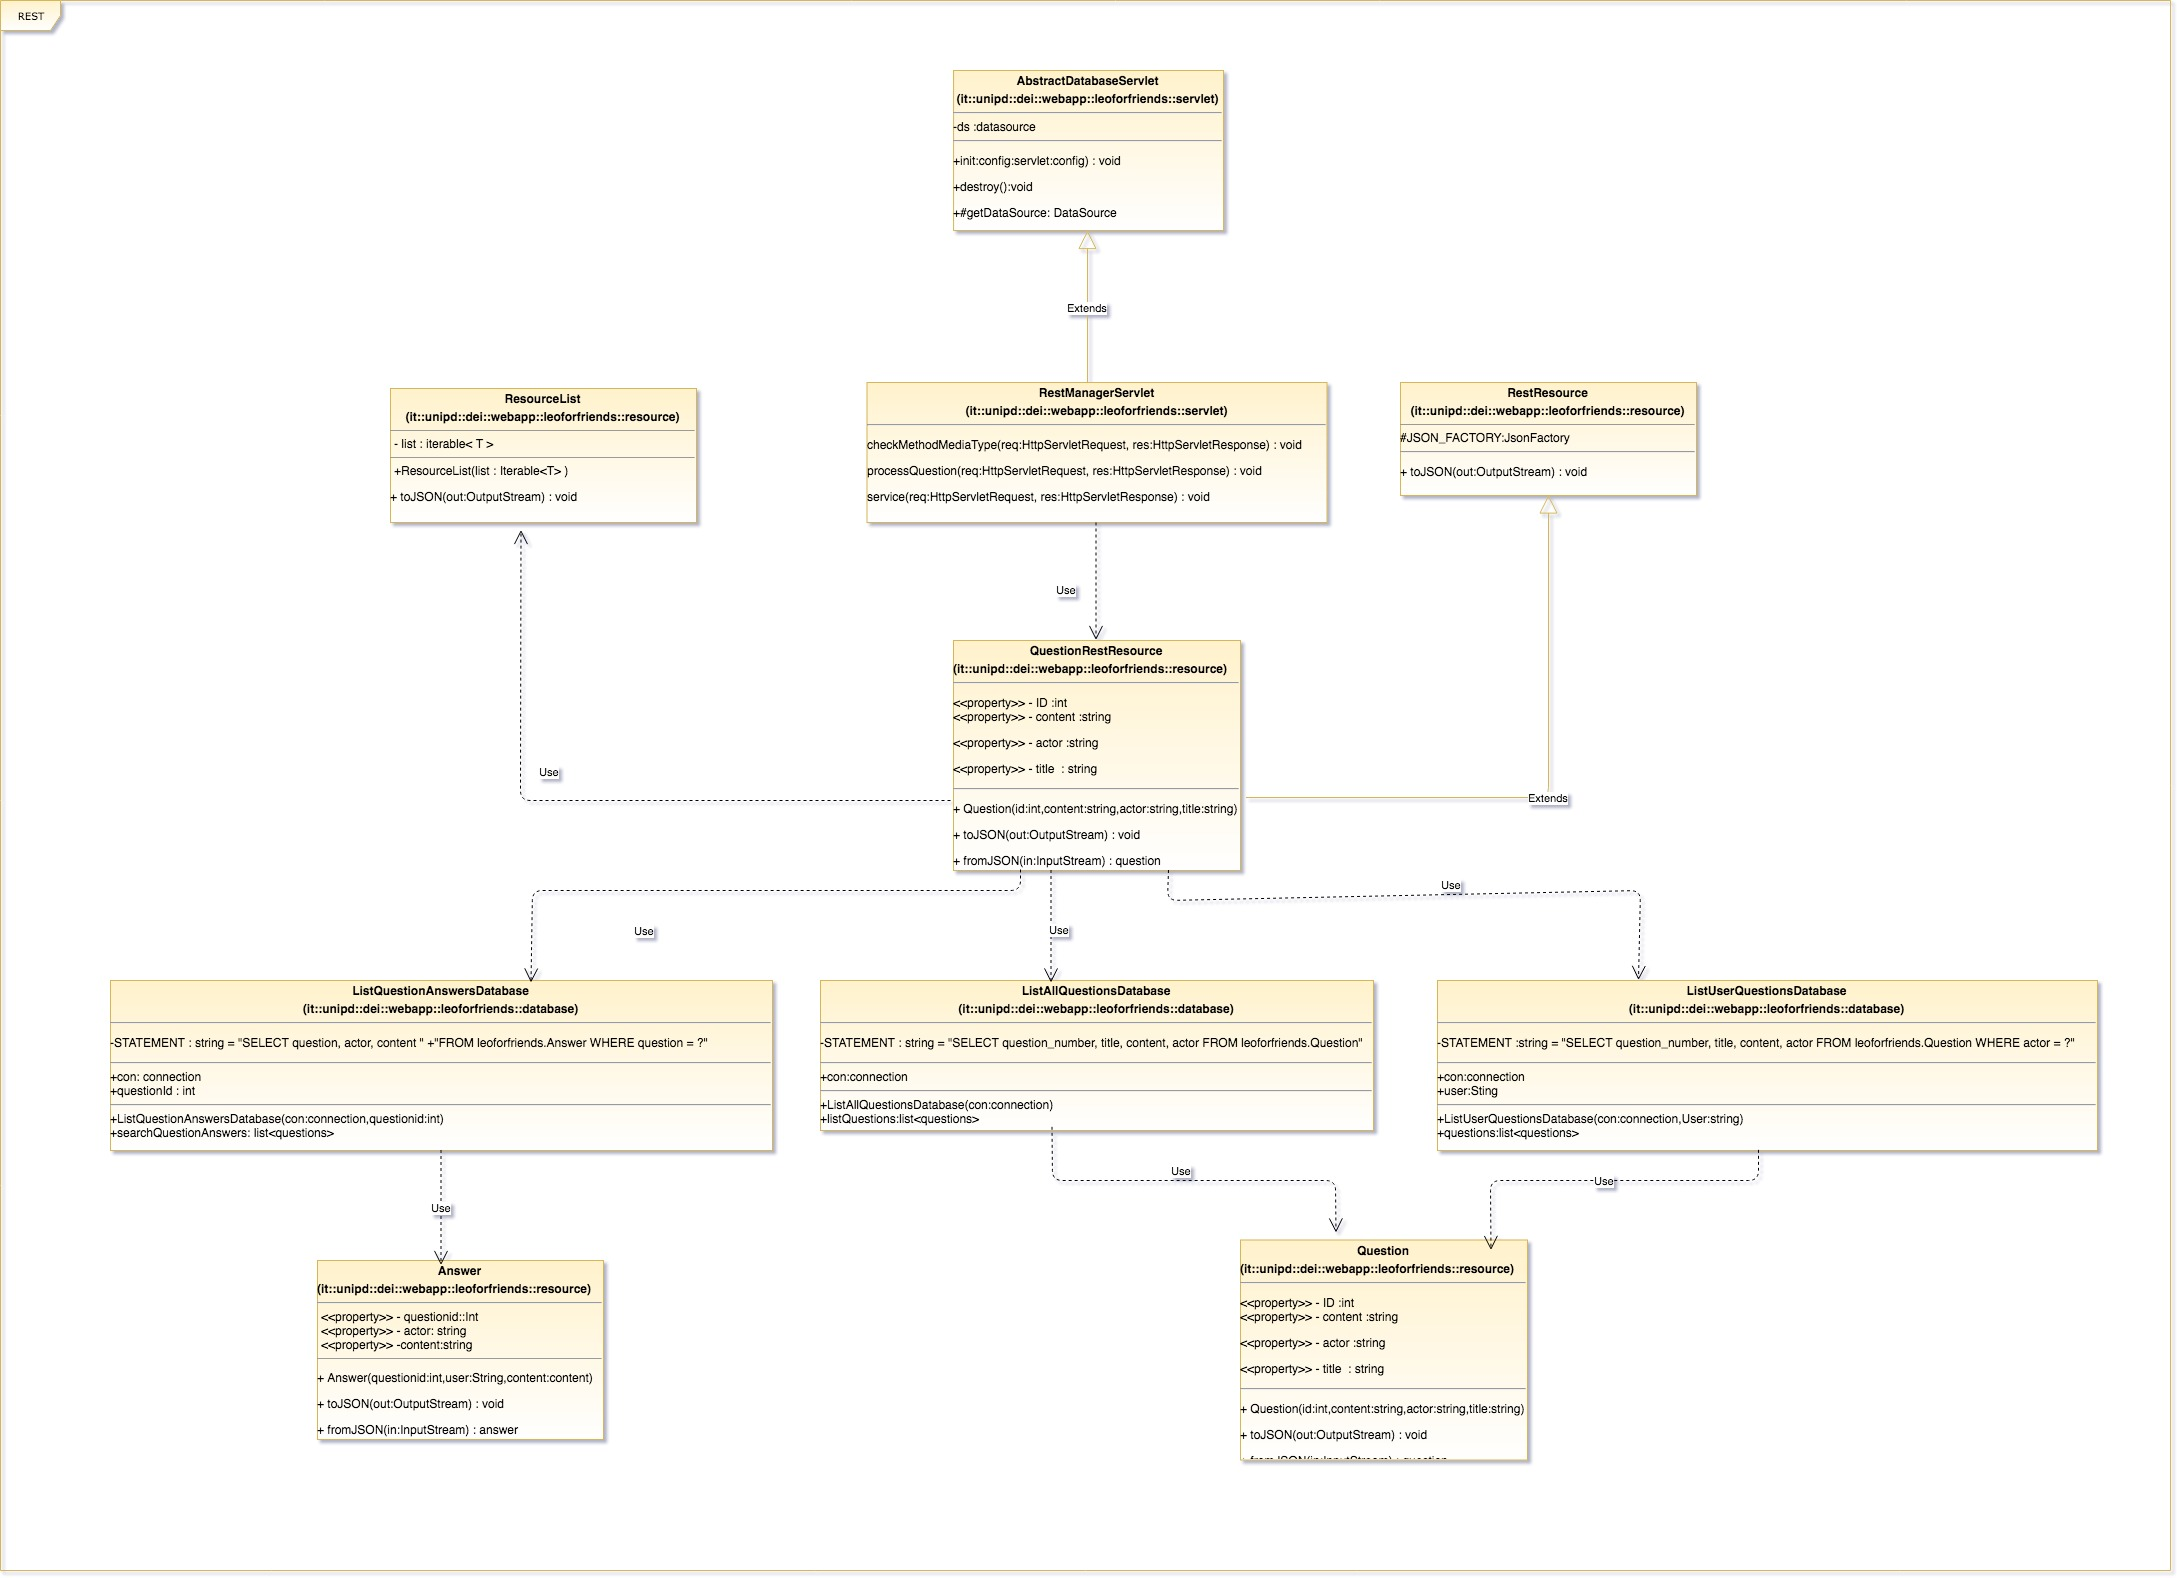 REST
AbstractDatabaseServlet
(it::unipd::dei::webapp::leoforfriends::servlet)
-ds :datasource
+init:config:servlet:config) : void
+destroy():void
+#getDataSource: DataSource
Extends
ResourceList
(it::unipd::dei::webapp::leoforfriends::resource)
- list : iterable< T >
+ResourceList(list : Iterable<T> )
+ toJSON(out:OutputStream) : void
RestManagerServlet
(it::unipd::dei::webapp::leoforfriends::servlet)
checkMethodMediaType(req:HttpServletRequest, res:HttpServletResponse) : void
processQuestion(req:HttpServletRequest, res:HttpServletResponse) : void
service(req:HttpServletRequest, res:HttpServletResponse) : void
RestResource
(it::unipd::dei::webapp::leoforfriends::resource)
#JSON_FACTORY:JsonFactory
+ toJSON(out:OutputStream) : void
Use
QuestionRestResource
(it::unipd::dei::webapp::leoforfriends::resource)
<<property>> - ID :int
<<property>> - content :string
<<property>> - actor :string
<<property>> - title : string
+ Question(id:int,content:string,actor:string,title:string)
+ toJSON(out:OutputStream) : void
+ fromJSON(in:InputStream) : question
Use
Extends
Use
Use
Use
ListQuestionAnswersDatabase
(it::unipd::dei::webapp::leoforfriends::database)
-STATEMENT : string = "SELECT question, actor, content " +"FROM leoforfriends.Answer WHERE question = ?"
+con: connection
+questionId : int
+ListQuestionAnswersDatabase(con:connection,questionid:int)
+searchQuestionAnswers: list<questions>
ListAllQuestionsDatabase
(it::unipd::dei::webapp::leoforfriends::database)
-STATEMENT : string = "SELECT question_number, title, content, actor FROM leoforfriends.Question"
+con:connection
+ListAllQuestionsDatabase(con:connection)
+listQuestions:list<questions>
ListUserQuestionsDatabase
(it::unipd::dei::webapp::leoforfriends::database)
-STATEMENT :string = "SELECT question_number, title, content, actor FROM leoforfriends.Question WHERE actor = ?"
+con:connection
+user:Sting
+ListUserQuestionsDatabase(con:connection,User:string)
+questions:list<questions>
Use
Use
Use
Answer
(it::unipd::dei::webapp::leoforfriends::resource)
<<property>> - questionid::Int
<<property>> - actor: string
<<property>> -content:string
+ Answer(questionid:int,user:String,content:content)
+ toJSON(out:OutputStream) : void
+ fromJSON(in:InputStream) : answer
Question
(it::unipd::dei::webapp::leoforfriends::resource)
<<property>> - ID :int
<<property>> - content :string
<<property>> - actor :string
<<property>> - title : string
+ Question(id:int,content:string,actor:string,title:string)
+ toJSON(out:OutputStream) : void